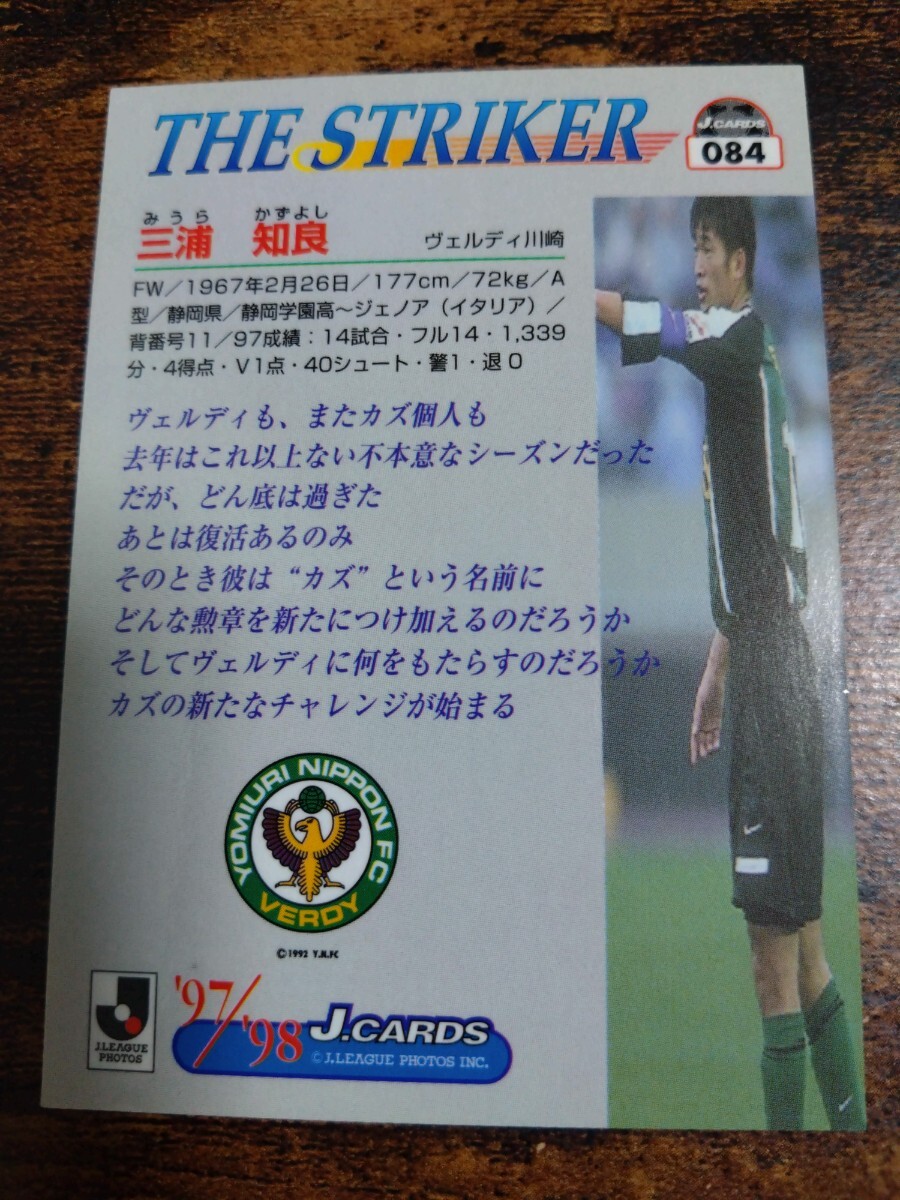 THE STRIKER
J.CARDS
084
みうら かずよし
三浦 知良 ヴェルディ川崎
FW/1967年2月26日/177cm/72kg/A
型/静岡県/静岡学園高〜ジェノア(イタリア)/
背番号11/97成績:14試合・フル14・1,339
分・4得点・V1点・40シュート・警1・退0
ヴェルディも、またカズ個人も
去年はこれ以上ない不本意なシーズンだった
だが、どん底は過ぎた
あとは復活あるのみ
そのとき彼は“カズ”という名前に
どんな勲章を新たにつけ加えるのだろうか
そしてヴェルディに何をもたらすのだろうか
カズの新たなチャレンジが始まる
YOMIURI NIPPON FC
VERDY
©1992 Y.N.FC
J.LEAGUE
PHOTOS
'97/'98 J.CARDS
© J.LEAGUE PHOTOS INC.